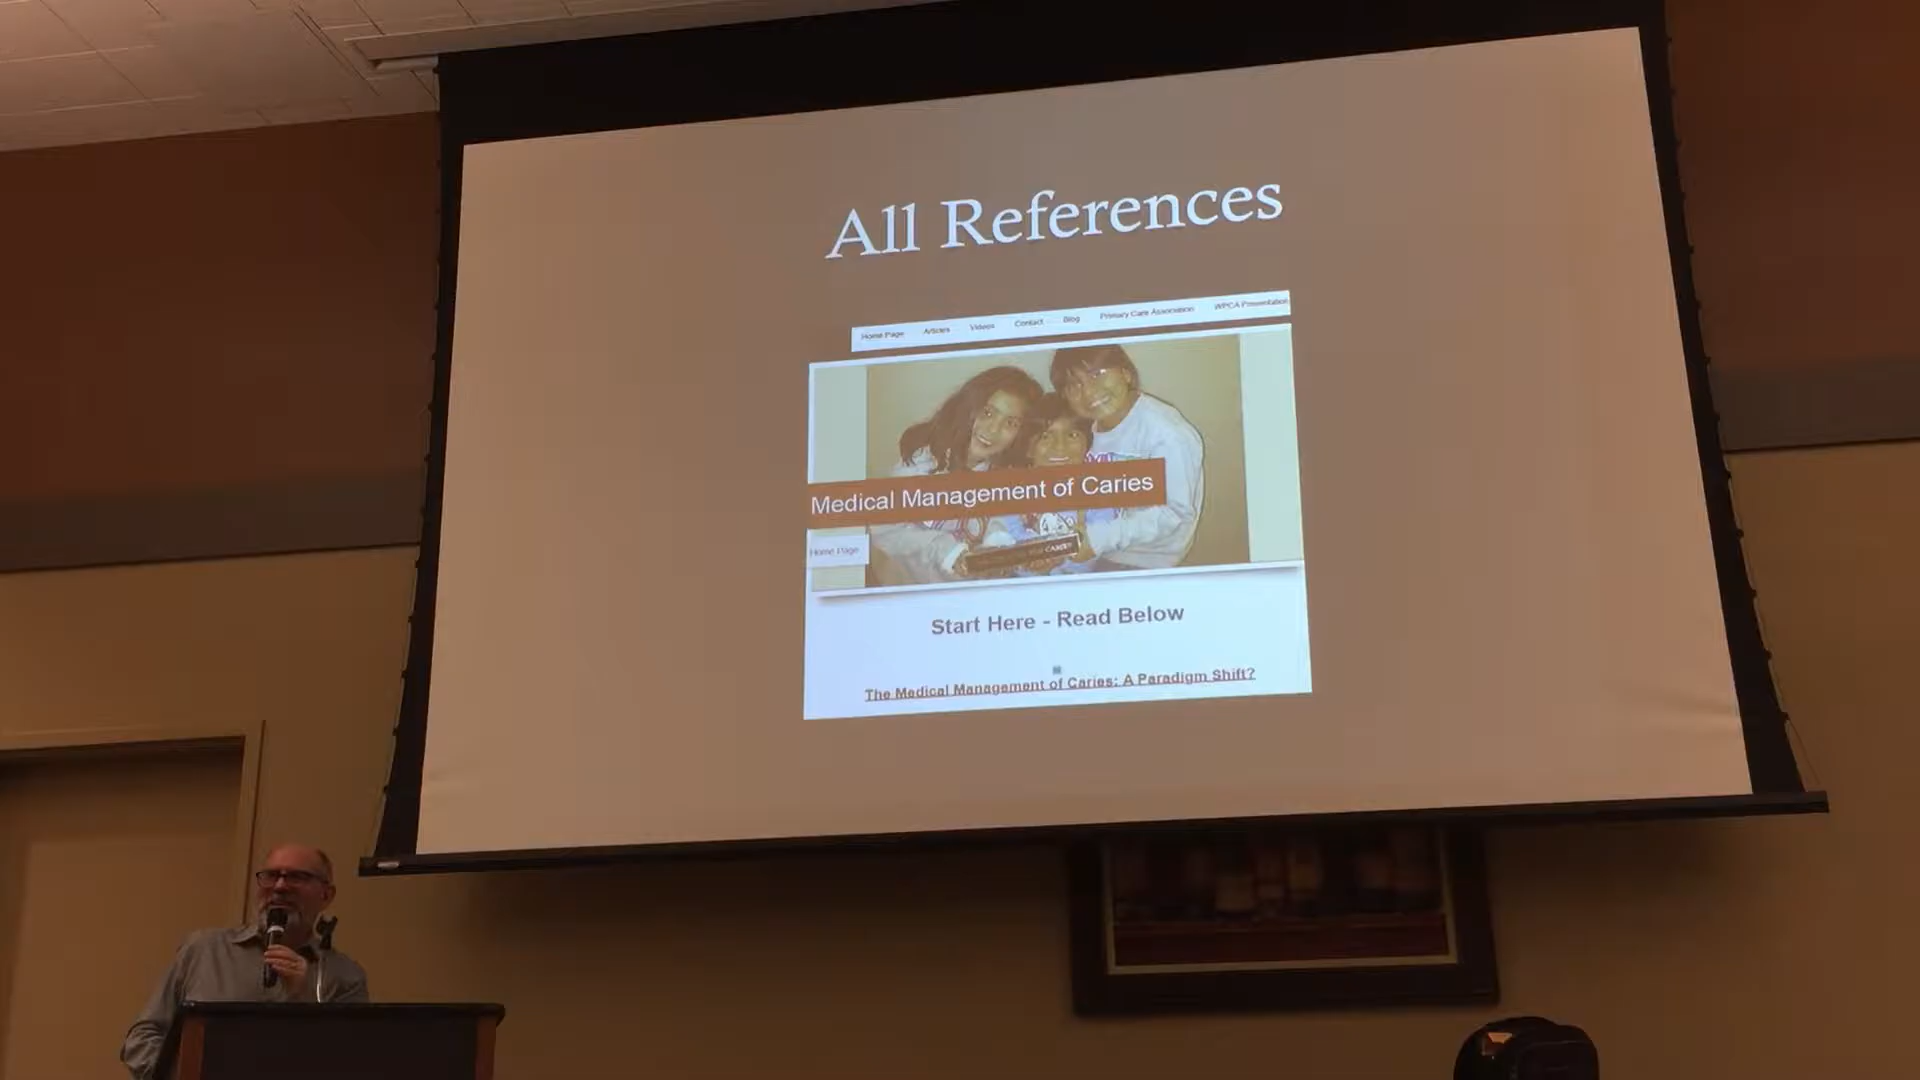 All References
Home Page Articles Videos Contact Blog Primary Care Association WPCA Presentation
Medical Management of Caries
Home Page
Start Here - Read Below
The Medical Management of Caries: A Paradigm Shift?